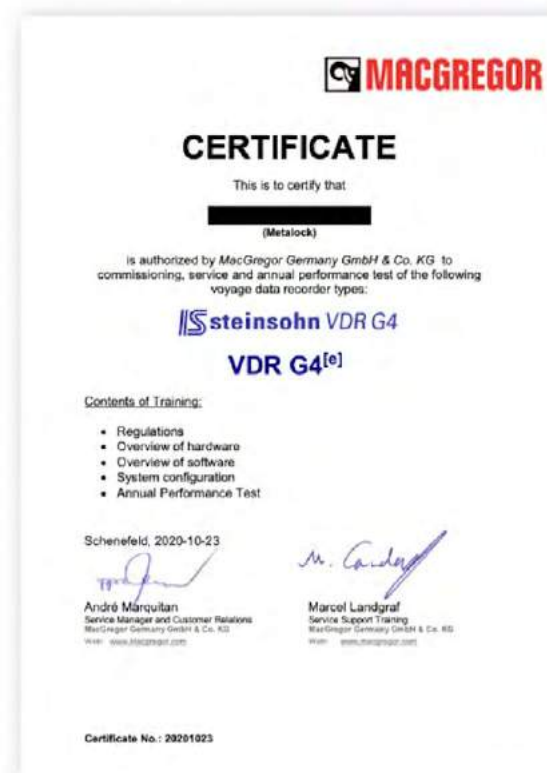 MACGREGOR
CERTIFICATE
This is to certify that
(Metalock)
is authorized by MacGregor Germany GmbH & Co. KG to
commissioning, service and annual performance test of the following
voyage data recorder types:
steinsohn VDR G4
VDR G4[e]
Contents of Training:
• Regulations
• Overview of hardware
• Overview of software
• System configuration
• Annual Performance Test
Schenefeld, 2020-10-23
André Marquitan
Service Manager and Customer Relations
MacGregor Germany GmbH & Co. KG
Web: www.macgregor.com
Marcel Landgraf
Service Support Training
MacGregor Germany GmbH & Co. KG
Web: www.macgregor.com
Certificate No.: 20201023